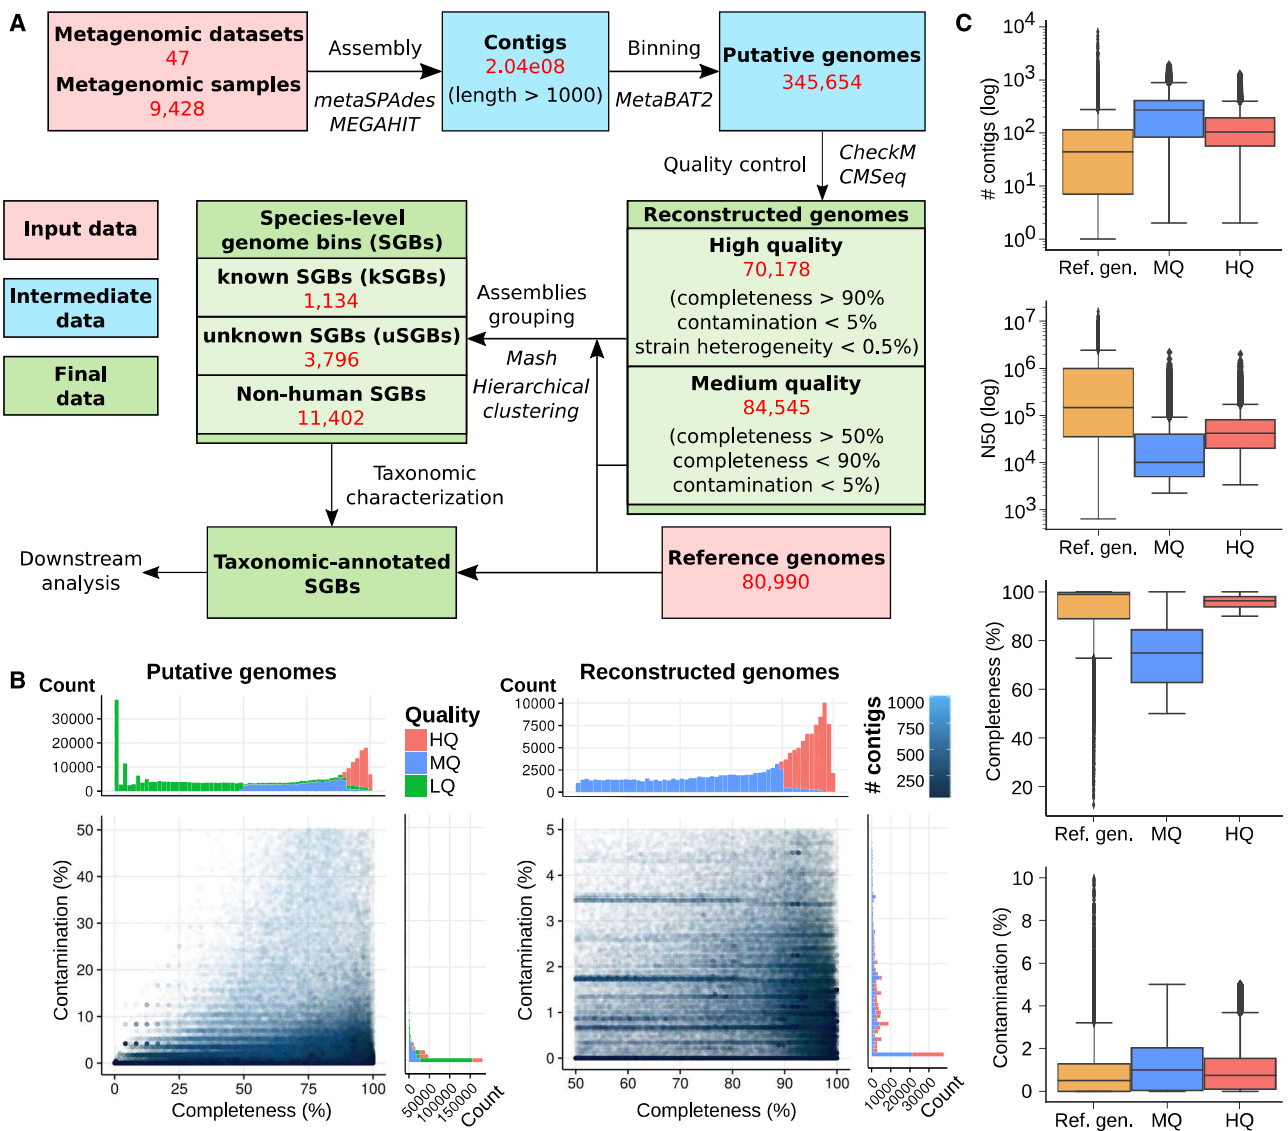 A
Metagenomic datasets
47
Metagenomic samples
9,428
Assembly
metaSPAdes
MEGAHIT
Contigs
2.04e08
(length > 1000)
Binning
MetaBAT2
Putative genomes
345,654
Quality control
CheckM
CMSeq
Input data
Intermediate
data
Final
data
Species-level
genome bins (SGBs)
known SGBs (kSGBs)
1,134
unknown SGBs (uSGBs)
3,796
Non-human SGBs
11,402
Assemblies
grouping
Mash
Hierarchical
clustering
Reconstructed genomes
High quality
70,178
(completeness > 90%
contamination < 5%
strain heterogeneity < 0.5%)
Medium quality
84,545
(completeness > 50%
completeness < 90%
contamination < 5%)
Taxonomic
characterization
Downstream
analysis
Taxonomic-annotated
SGBs
Reference genomes
80,990
B
Putative genomes
Count
30000
20000
10000
0
Quality
HQ
MQ
LQ
50
40
30
20
10
0
Contamination (%)
0
25
50
75
100
Completeness (%)
50000
100000
150000
Count
Reconstructed genomes
Count
10000
7500
5000
2500
0
# contigs
1000
750
500
250
5
4
3
2
1
0
Contamination (%)
50
60
70
80
90
100
Completeness (%)
0
10000
20000
30000
Count
C
# contigs (log)
10^4
10^3
10^2
10^1
10^0
Ref. gen.
MQ
HQ
N50 (log)
10^7
10^6
10^5
10^4
10^3
Ref. gen.
MQ
HQ
Completeness (%)
100
80
60
40
20
Ref. gen.
MQ
HQ
Contamination (%)
10
8
6
4
2
0
Ref. gen.
MQ
HQ